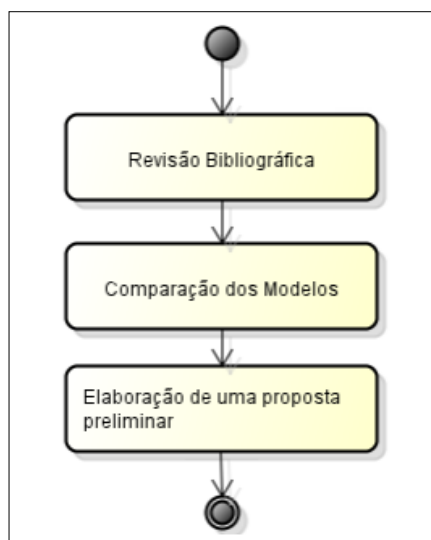 Revisão Bibliográfica
Comparação dos Modelos
Elaboração de uma proposta
preliminar